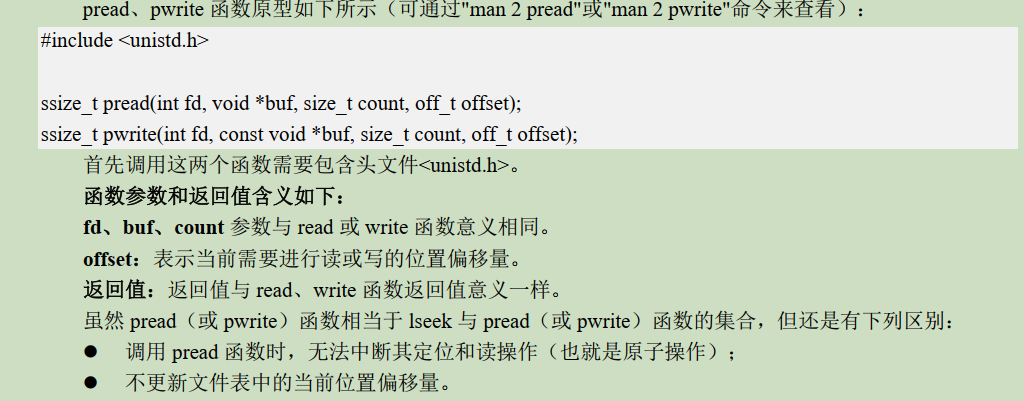 pread、pwrite 函数原型如下所示（可通过"man 2 pread"或"man 2 pwrite"命令来查看）：
#include <unistd.h>
ssize_t pread(int fd, void *buf, size_t count, off_t offset);
ssize_t pwrite(int fd, const void *buf, size_t count, off_t offset);
首先调用这两个函数需要包含头文件<unistd.h>。
函数参数和返回值含义如下：
fd、buf、count 参数与 read 或 write 函数意义相同。
offset：表示当前需要进行读或写的位置偏移量。
返回值：返回值与 read、write 函数返回值意义一样。
虽然 pread（或 pwrite）函数相当于 lseek 与 pread（或 pwrite）函数的集合，但还是有下列区别：
● 调用 pread 函数时，无法中断其定位和读操作（也就是原子操作）；
● 不更新文件表中的当前位置偏移量。